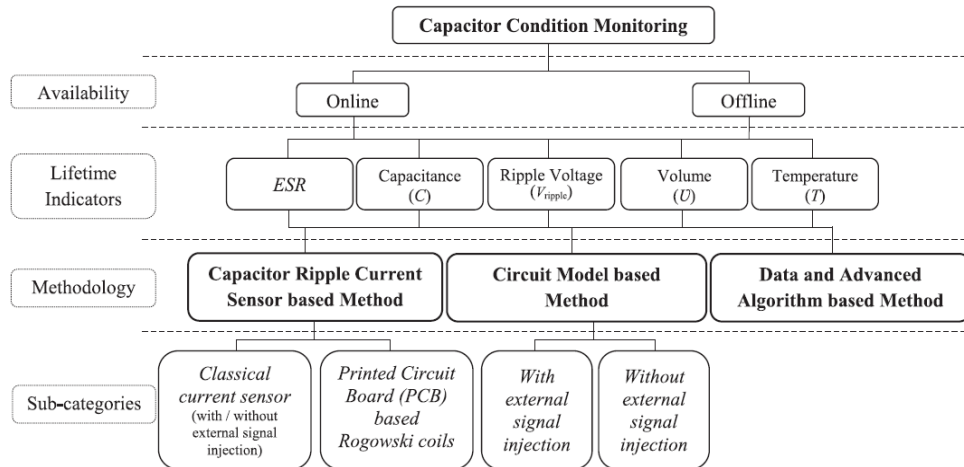 Capacitor Condition Monitoring
Availability
Online
Offline
Lifetime
Indicators
ESR
Capacitance
(C)
Ripple Voltage
(Vripple)
Volume
(U)
Temperature
(T)
Methodology
Capacitor Ripple Current
Sensor based Method
Circuit Model based
Method
Data and Advanced
Algorithm based Method
Sub-categories
Classical
current sensor
(with / without
external signal
injection)
Printed Circuit
Board (PCB)
based
Rogowski coils
With
external
signal
injection
Without
external
signal
injection